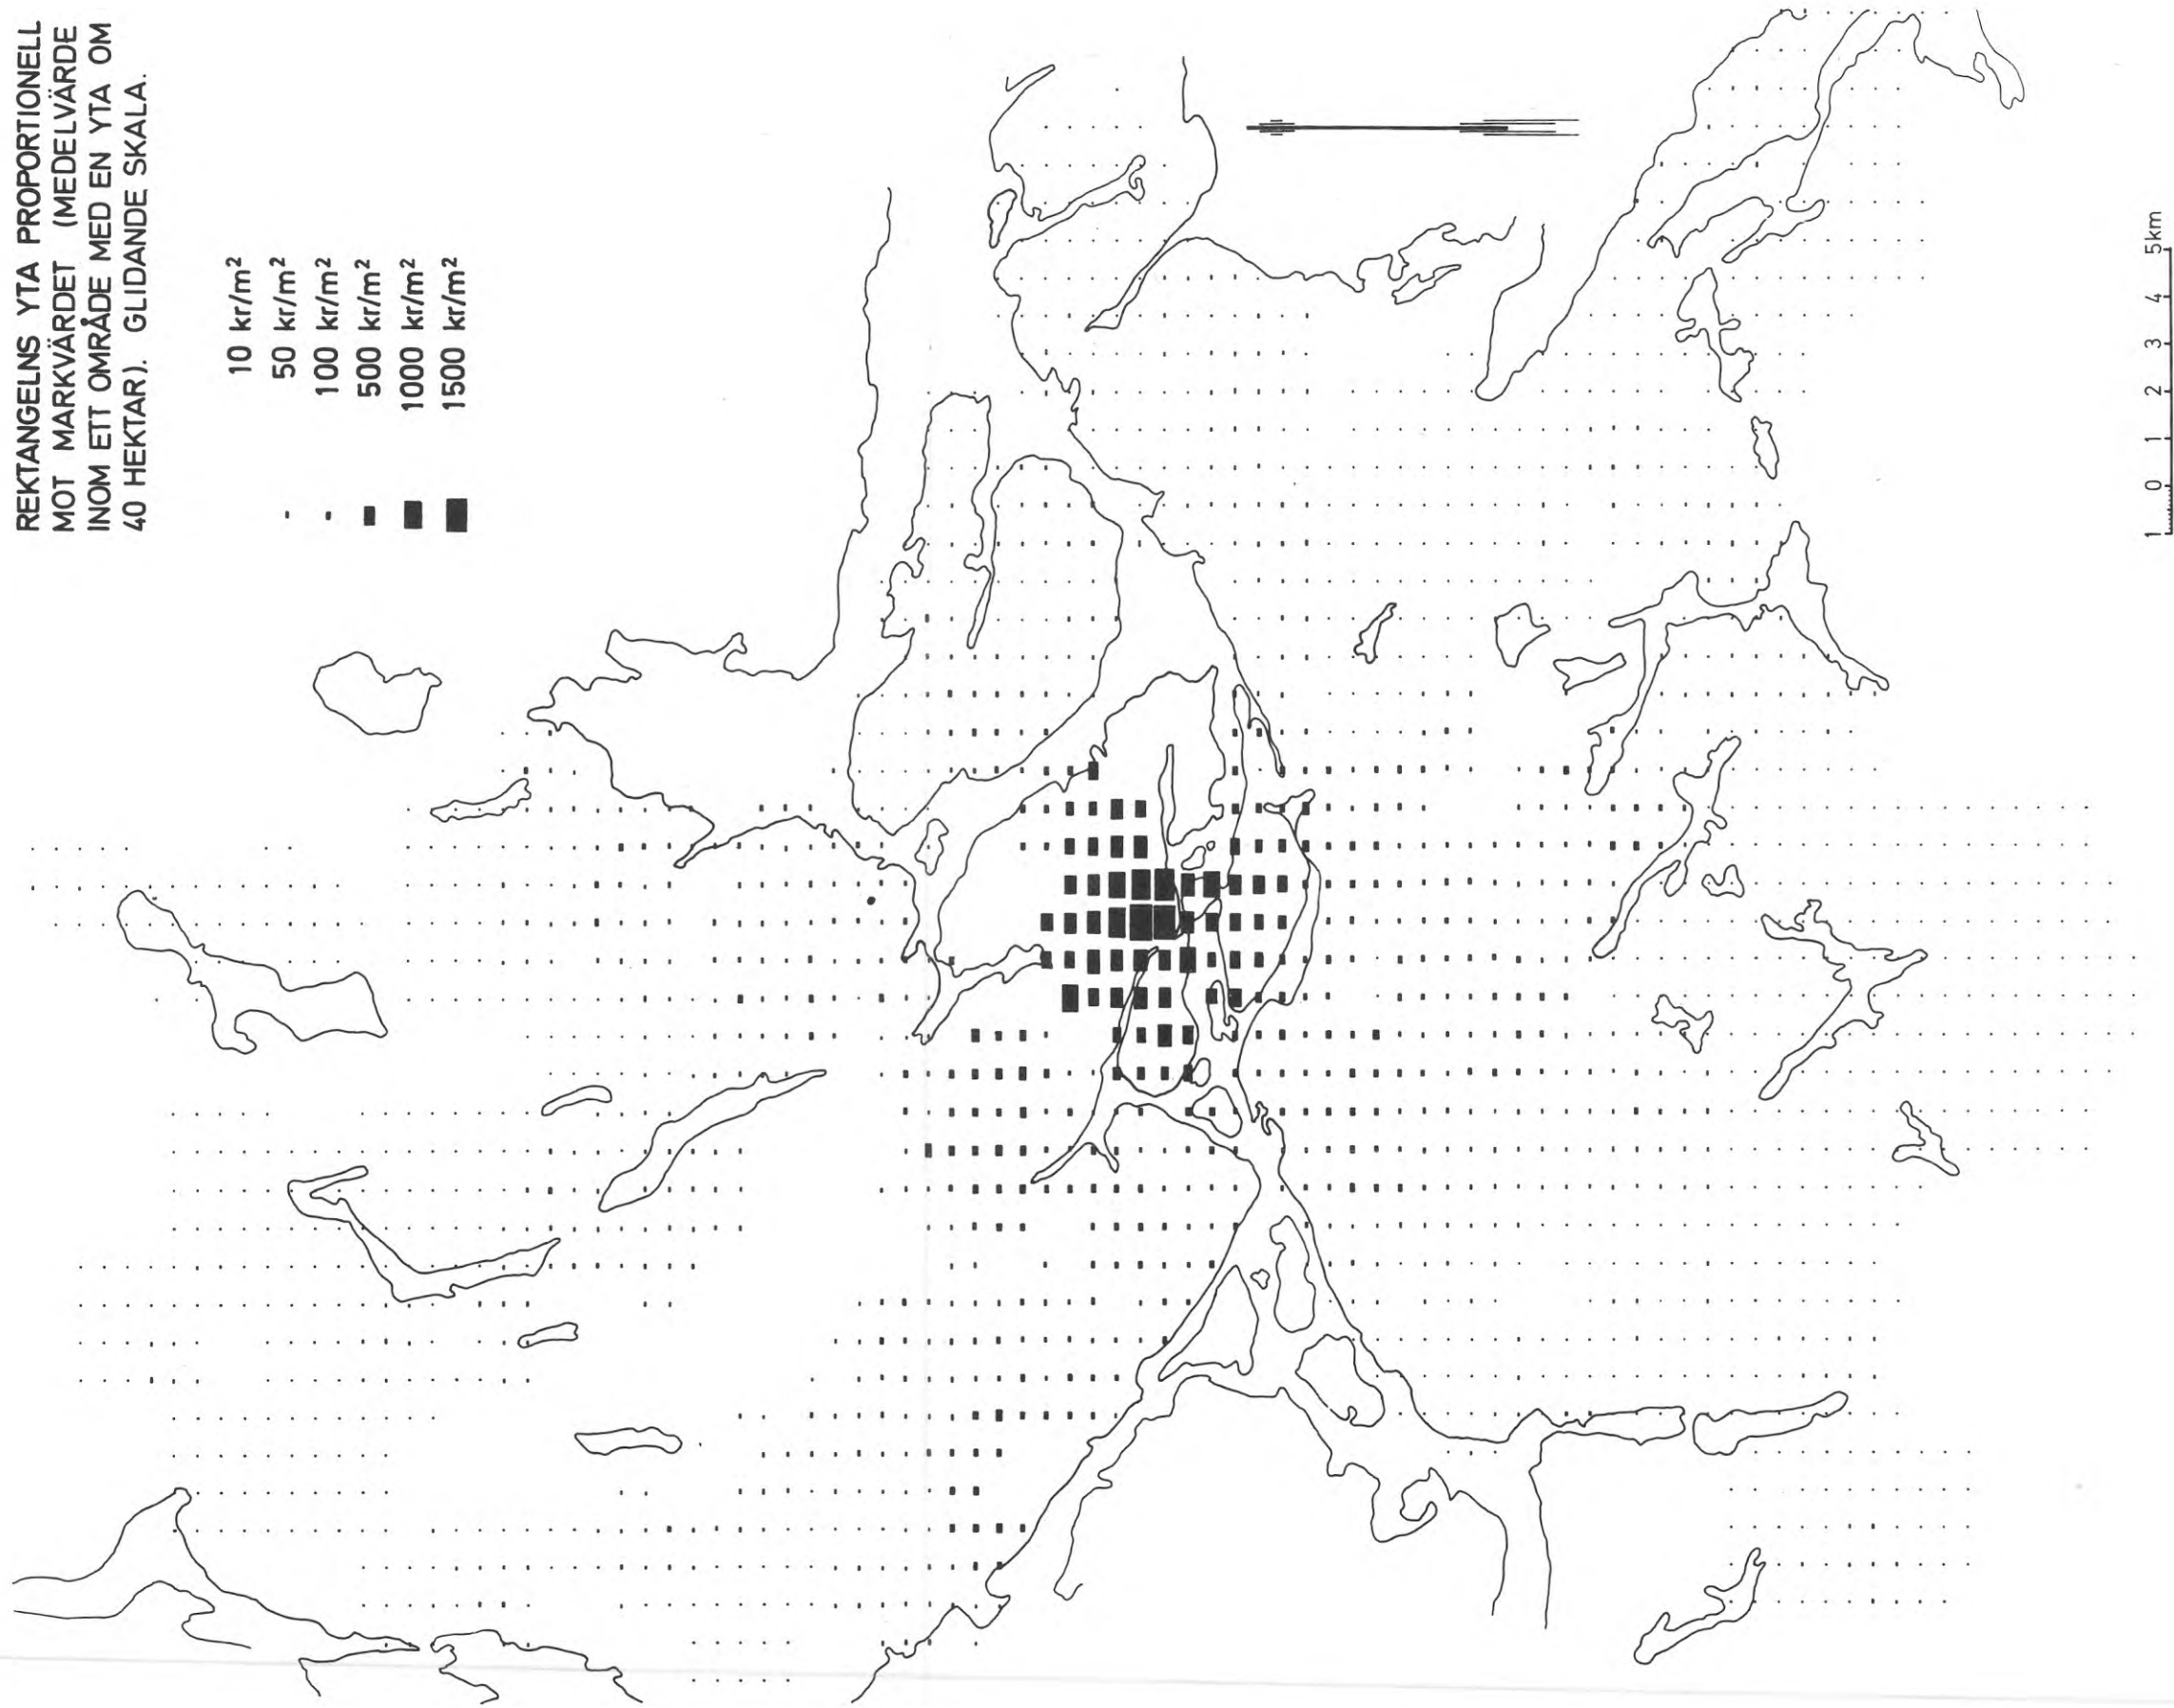 REKTANGELNS YTA PROPORTIONELL
MOT MARKVÄRDET (MEDELVÄRDE
INOM ETT OMRÅDE MED EN YTA OM
40 HEKTAR). GLIDANDE SKALA.
10 kr/m²
50 kr/m²
100 kr/m²
500 kr/m²
1000 kr/m²
1500 kr/m²
1 0 1 2 3 4 5km